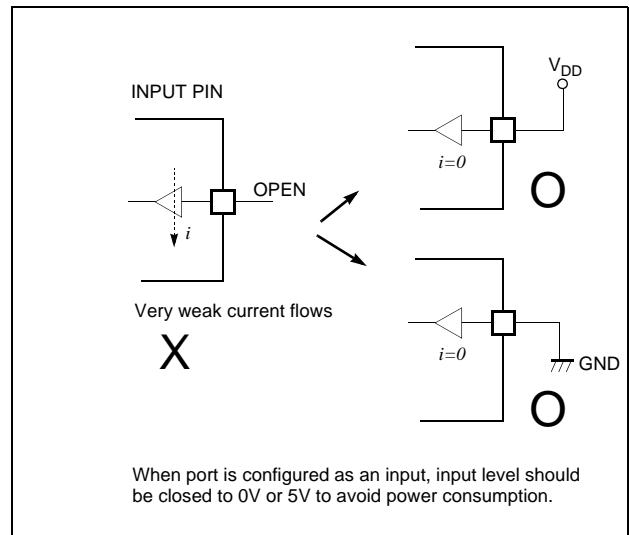 INPUT PIN
OPEN
i
Very weak current flows
X
VDD
i=0
O
i=0
GND
O
When port is configured as an input, input level should
be closed to 0V or 5V to avoid power consumption.